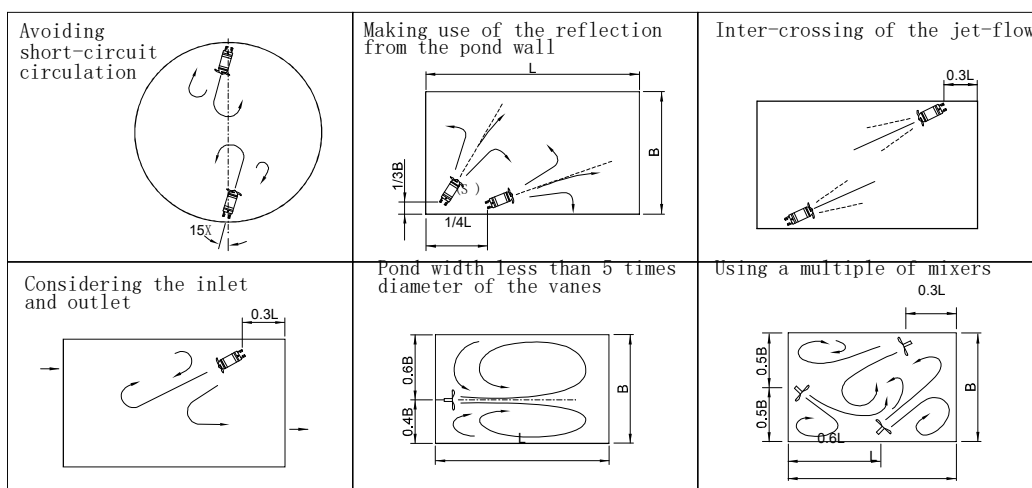 Avoiding
short-circuit
circulation
15X
Making use of the reflection
from the pond wall
L
B
1/3B
(S )
1/4L
Inter-crossing of the jet-flow
0.3L
Considering the inlet
and outlet
0.3L
Pond width less than 5 times
diameter of the vanes
0.6B
0.4B
B
L
Using a multiple of mixers
0.3L
0.5B
0.5B
B
0.6L
L